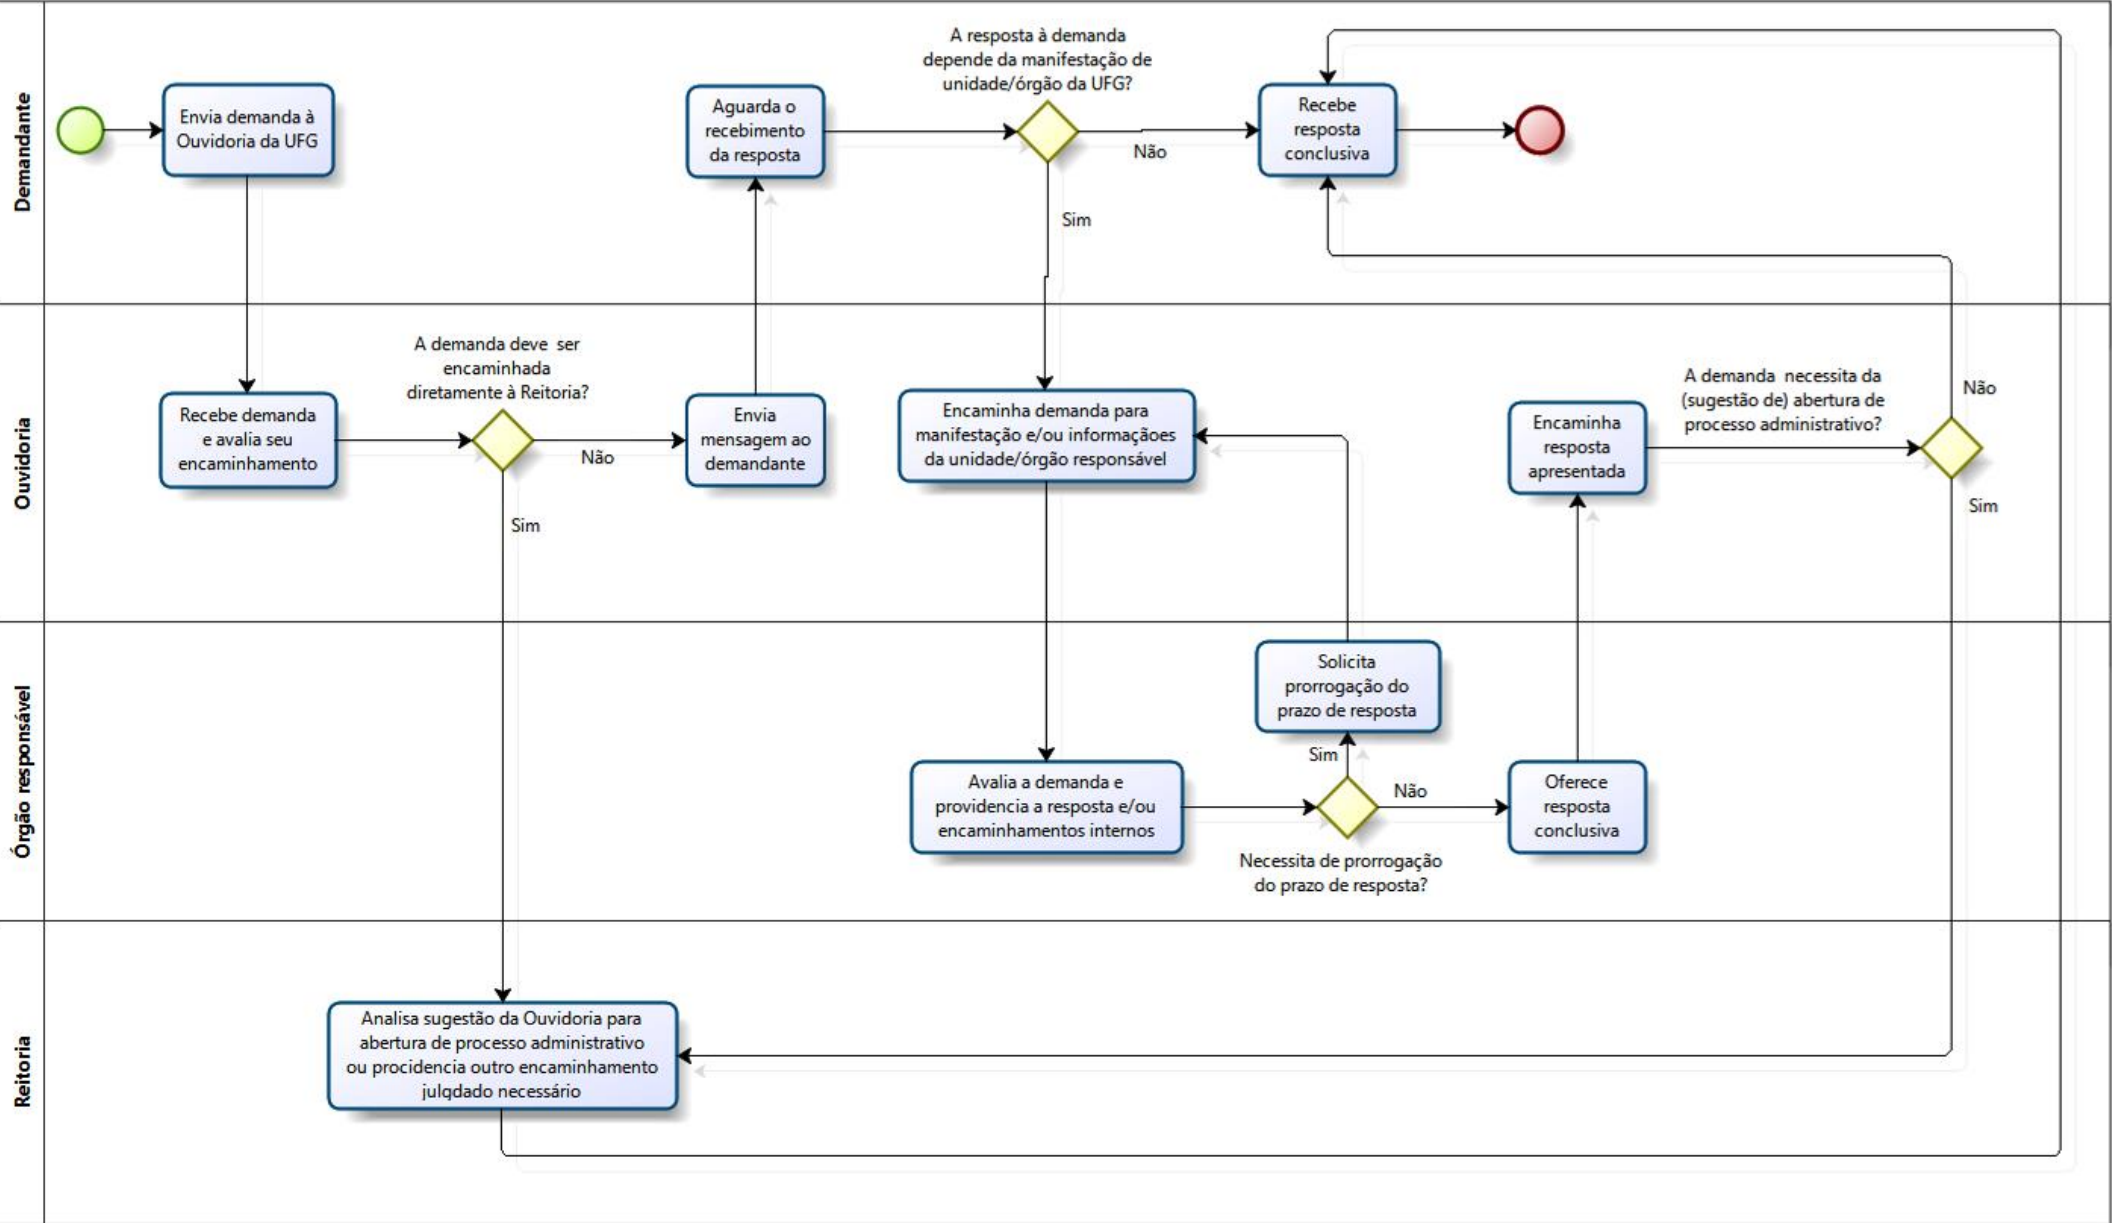 Demandante
Envia demanda à
Ouvidoria da UFG
Aguarda o
recebimento
da resposta
A resposta à demanda
depende da manifestação de
unidade/órgão da UFG?
Não
Sim
Recebe
resposta
conclusiva
Ouvidoria
Recebe demanda
e avalia seu
encaminhamento
A demanda deve ser
encaminhada
diretamente à Reitoria?
Não
Sim
Envia
mensagem ao
demandante
Encaminha demanda para
manifestação e/ou informaçãoes
da unidade/órgão responsável
Encaminha
resposta
apresentada
A demanda necessita da
(sugestão de) abertura de
processo administrativo?
Não
Sim
Órgão responsável
Avalia a demanda e
providencia a resposta e/ou
encaminhamentos internos
Solicita
prorrogação do
prazo de resposta
Sim
Não
Necessita de prorrogação
do prazo de resposta?
Oferece
resposta
conclusiva
Reitoria
Analisa sugestão da Ouvidoria para
abertura de processo administrativo
ou procidencia outro encaminhamento
julgdado necessário